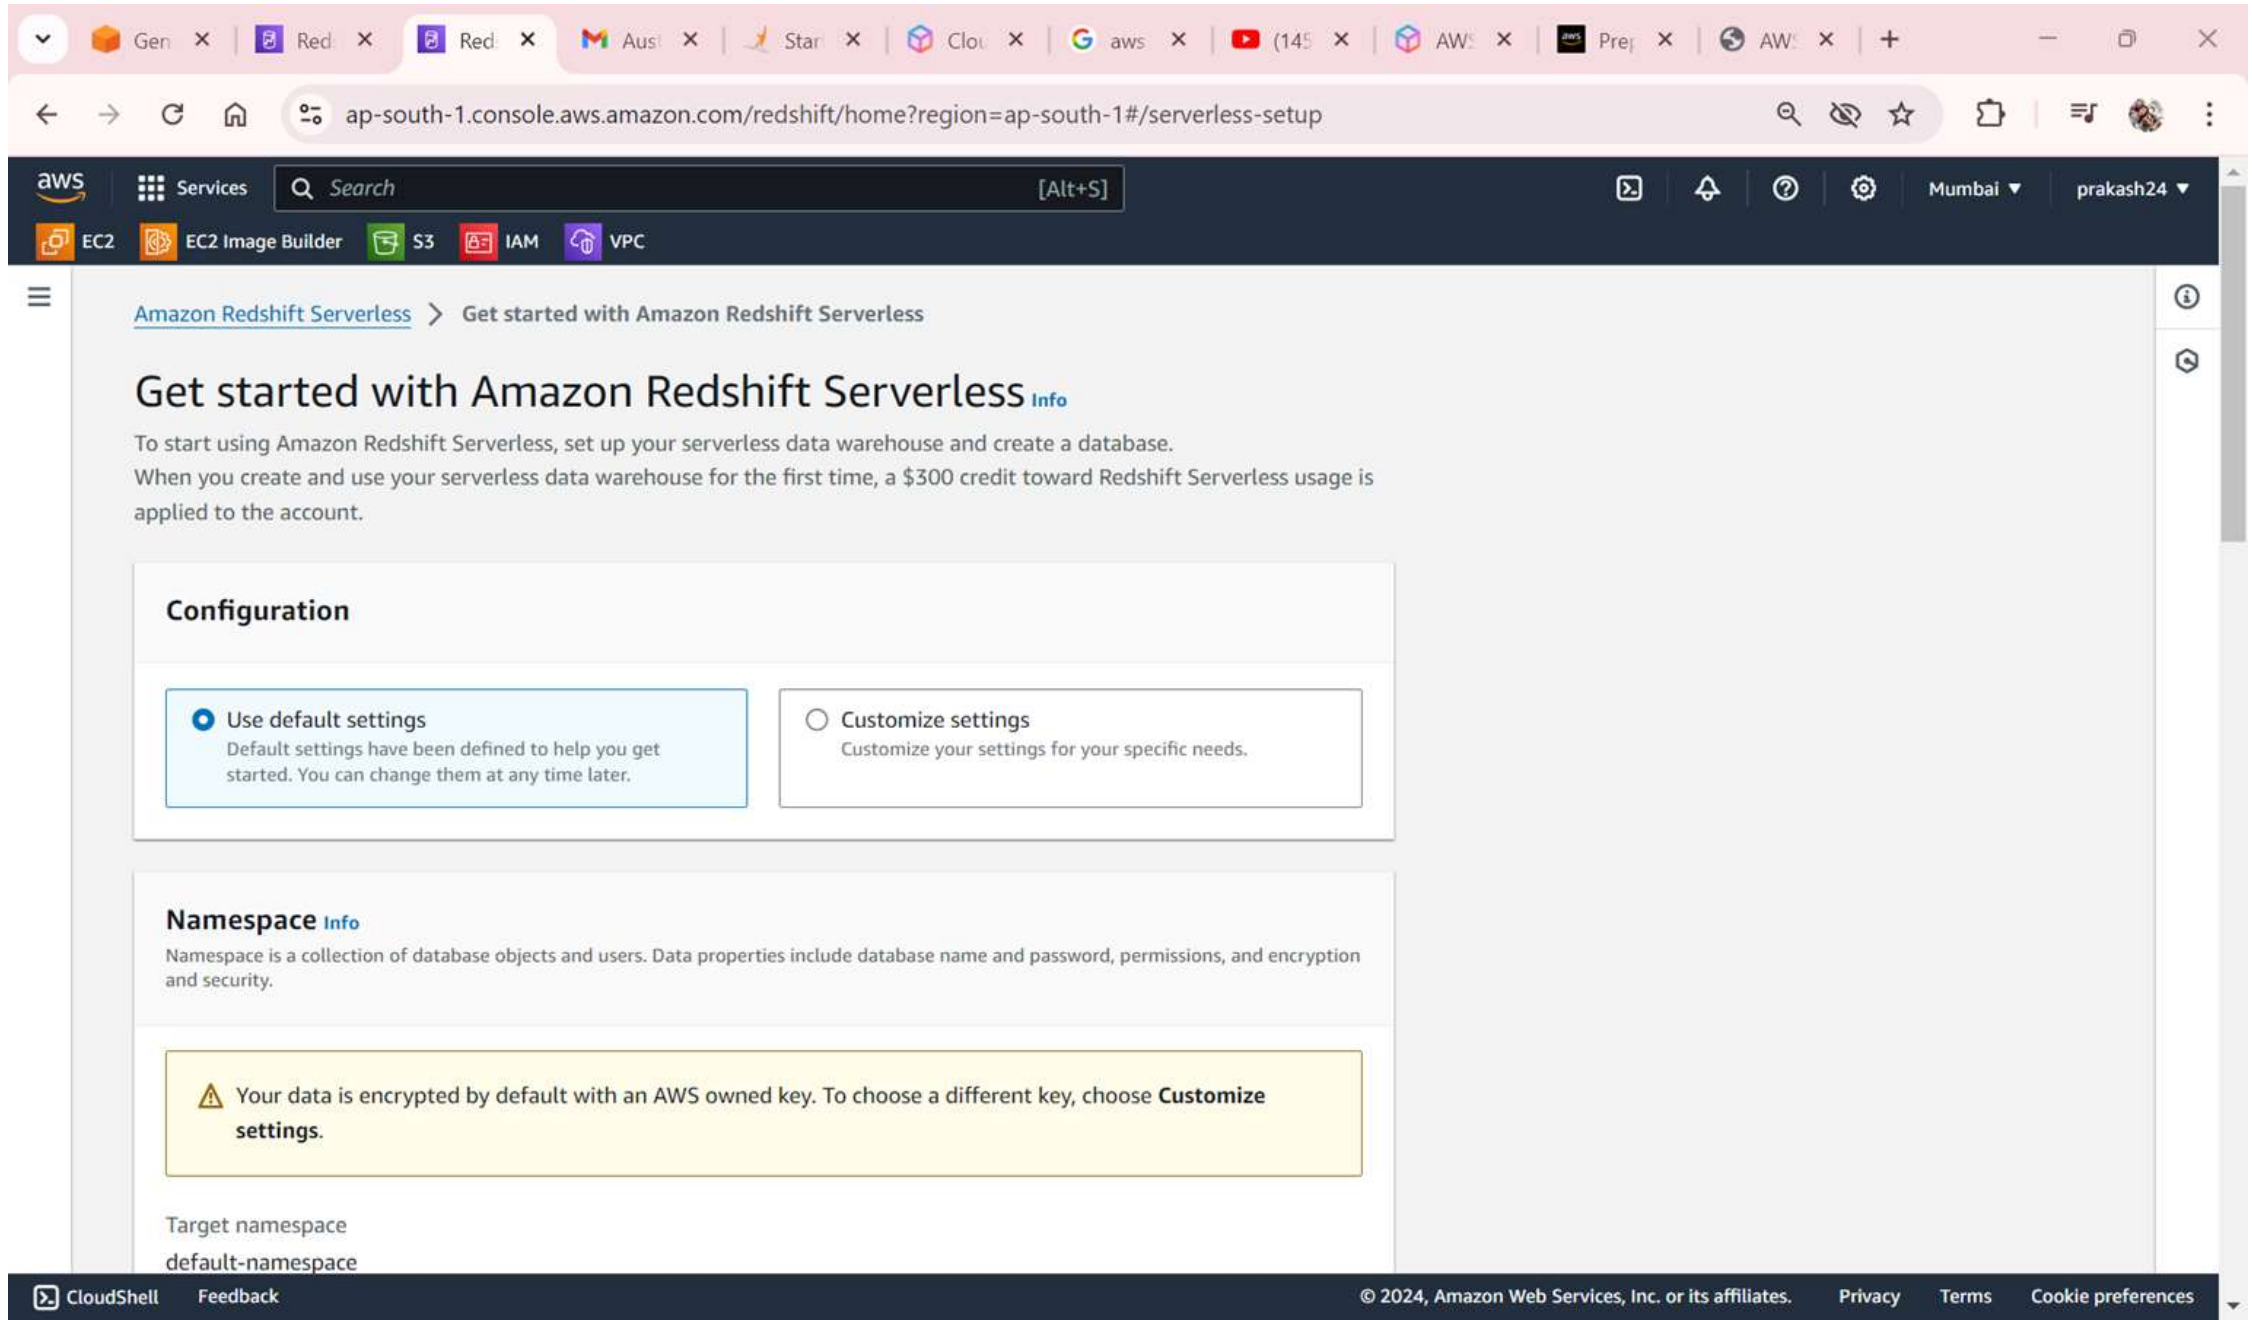 Gen
Red
Red
Aus
Star
Clou
aws
(145
AW
Prep
AW
ap-south-1.console.aws.amazon.com/redshift/home?region=ap-south-1#/serverless-setup
aws Services Search [Alt+S] Mumbai ▼ prakash24 ▼
EC2 EC2 Image Builder S3 IAM VPC
Amazon Redshift Serverless > Get started with Amazon Redshift Serverless
Get started with Amazon Redshift Serverless Info
To start using Amazon Redshift Serverless, set up your serverless data warehouse and create a database.
When you create and use your serverless data warehouse for the first time, a $300 credit toward Redshift Serverless usage is
applied to the account.
Configuration
Use default settings
Default settings have been defined to help you get
started. You can change them at any time later.
Customize settings
Customize your settings for your specific needs.
Namespace Info
Namespace is a collection of database objects and users. Data properties include database name and password, permissions, and encryption
and security.
Your data is encrypted by default with an AWS owned key. To choose a different key, choose Customize
settings.
Target namespace
default-namespace
CloudShell Feedback © 2024, Amazon Web Services, Inc. or its affiliates. Privacy Terms Cookie preferences